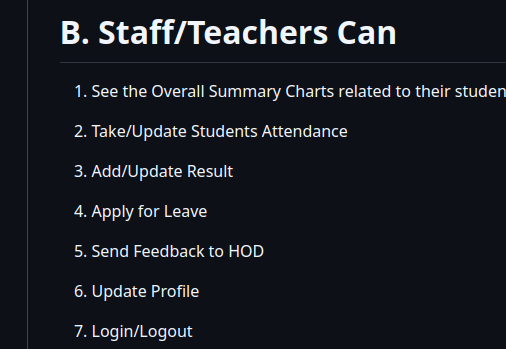 B. Staff/Teachers Can
1. See the Overall Summary Charts related to their studen
2. Take/Update Students Attendance
3. Add/Update Result
4. Apply for Leave
5. Send Feedback to HOD
6. Update Profile
7. Login/Logout